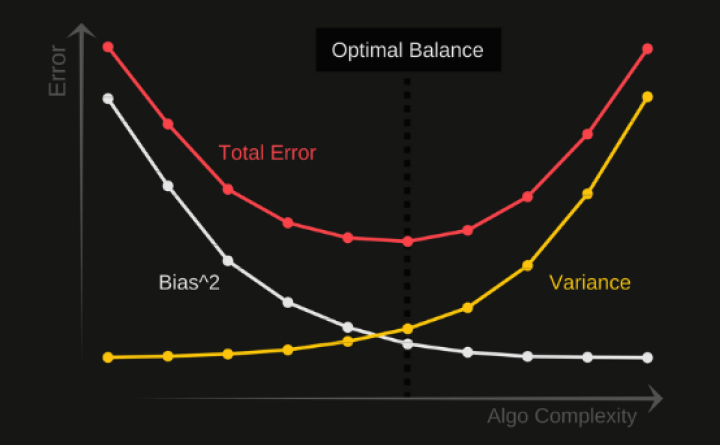 Optimal Balance
Error
Total Error
Bias^2
Variance
Algo Complexity